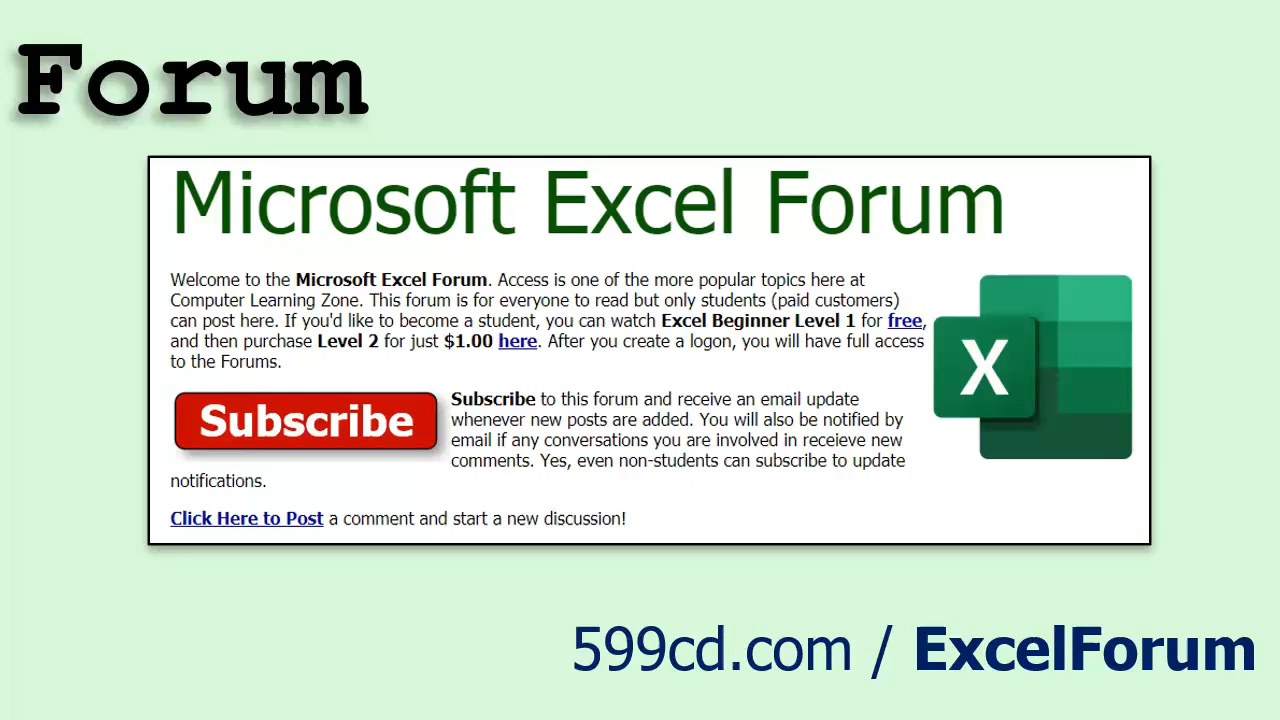 Forum
Microsoft Excel Forum
Welcome to the Microsoft Excel Forum. Access is one of the more popular topics here at
Computer Learning Zone. This forum is for everyone to read but only students (paid customers)
can post here. If you'd like to become a student, you can watch Excel Beginner Level 1 for free,
and then purchase Level 2 for just $1.00 here. After you create a logon, you will have full access
to the Forums.
X
Subscribe
Subscribe to this forum and receive an email update
whenever new posts are added. You will also be notified by
email if any conversations you are involved in receieve new
comments. Yes, even non-students can subscribe to update
notifications.
Click Here to Post a comment and start a new discussion!
599cd.com / ExcelForum